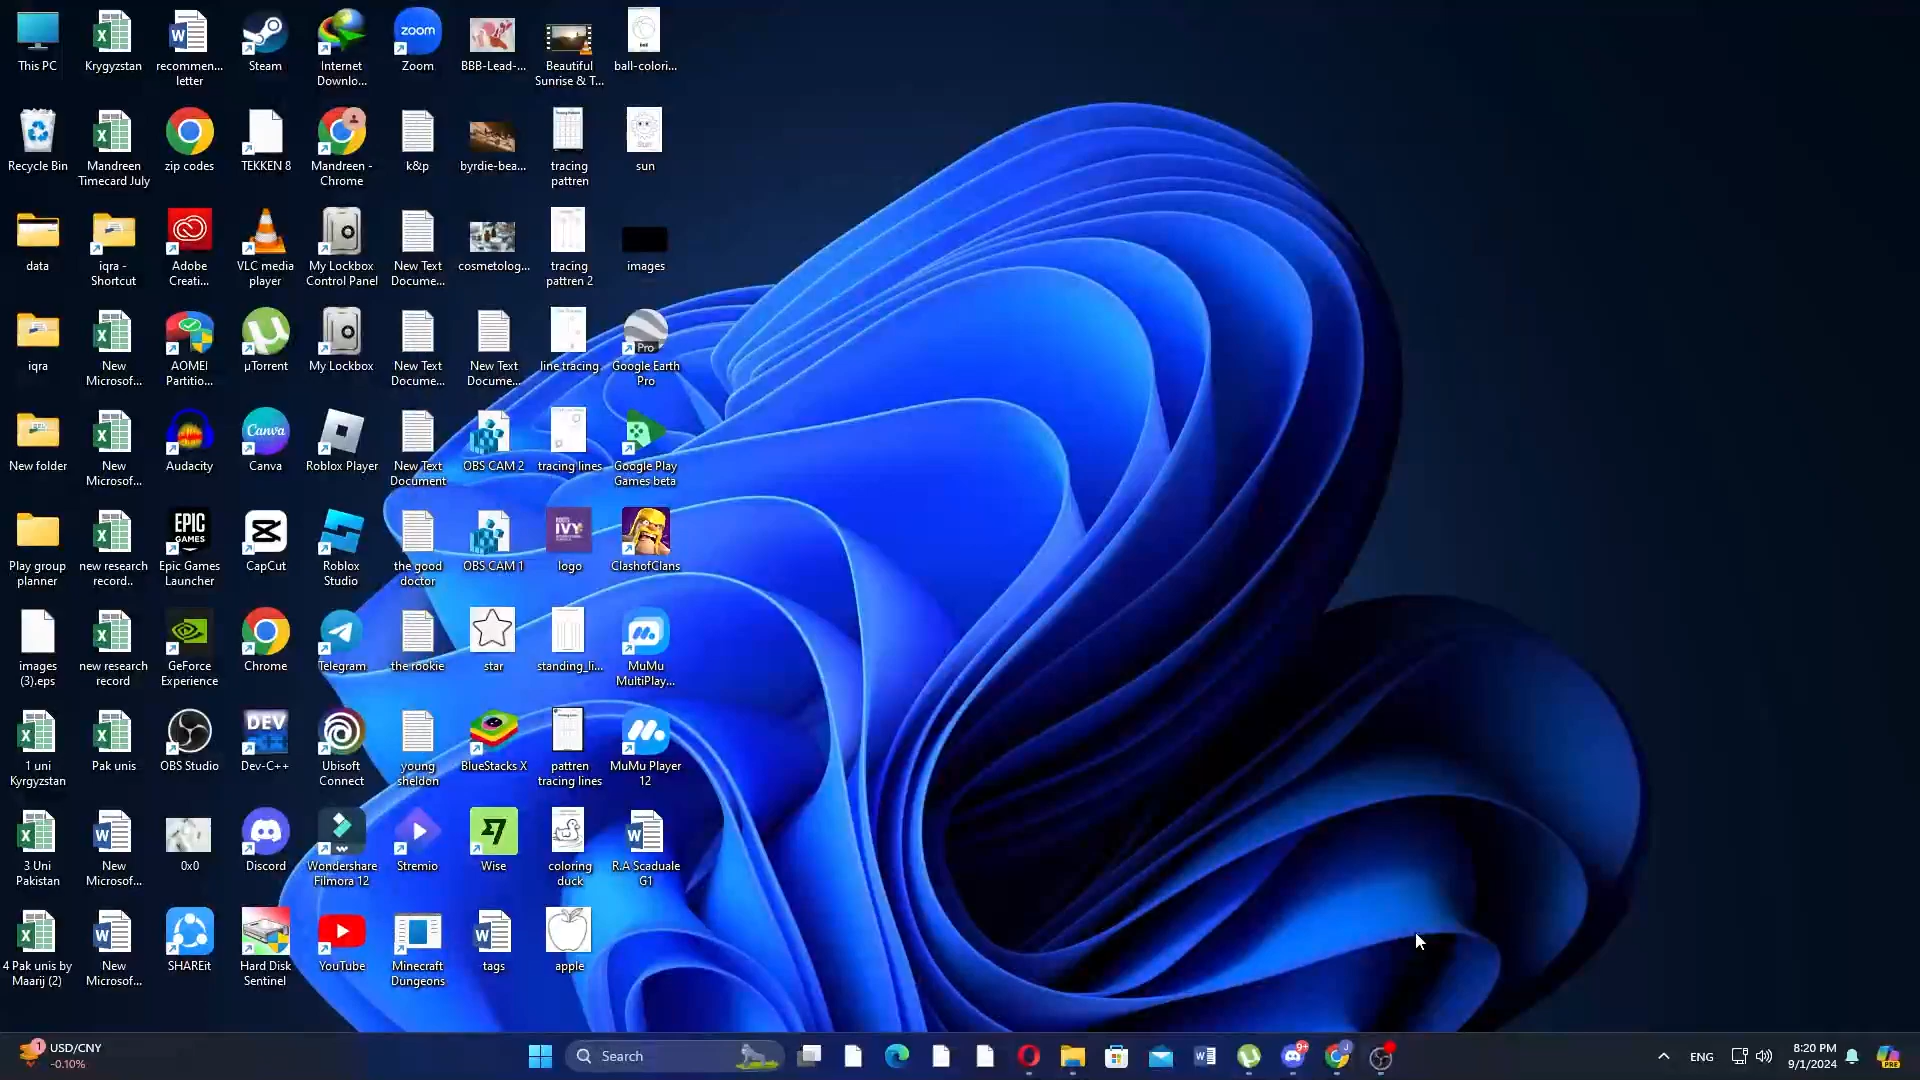 This PC
Krygyzstan
recommen...
letter
Steam
Internet
Downlo...
zoom
Zoom
BBB-Lead-...
Beautiful
Sunrise & T...
ball-colori...
Recycle Bin
Mandreen
Timecard July
zip codes
TEKKEN 8
Mandreen -
Chrome
k&p
byrdie-bea...
tracing
pattren
sun
data
iqra -
Shortcut
Adobe
Creati...
VLC media
player
My Lockbox
Control Panel
New Text
Docume...
cosmetolog...
tracing
pattren 2
images
iqra
New
Microsof...
AOMEI
Partitio...
µTorrent
My Lockbox
New Text
Docume...
New Text
Docume...
line tracing
Pro
Google Earth
Pro
New folder
New
Microsof...
Audacity
Canva
Canva
Roblox Player
New Text
Document
OBS CAM 2
tracing lines
Google Play
Games beta
Play group
planner
new research
record..
EPIC
GAMES
Epic Games
Launcher
CapCut
Roblox
Studio
the good
doctor
OBS CAM 1
IVY
logo
ClashofClans
images
(3).eps
new research
record
GeForce
Experience
Chrome
Telegram
the rookie
star
standing_li...
MuMu
MultiPlay...
1 uni
Kyrgyzstan
Pak unis
OBS Studio
DEV
Dev-C++
Ubisoft
Connect
young
sheldon
BlueStacks X
pattren
tracing lines
MuMu Player
12
3 Uni
Pakistan
New
Microsof...
0x0
Discord
Wondershare
Filmora 12
Stremio
Wise
coloring
duck
R.A Scaduale
G1
4 Pak unis by
Maarij (2)
New
Microsof...
SHAREit
Hard Disk
Sentinel
YouTube
Minecraft
Dungeons
tags
apple
1
USD/CNY
-0.10%
Search
9+
J
ENG
8:20 PM
9/1/2024
PRE